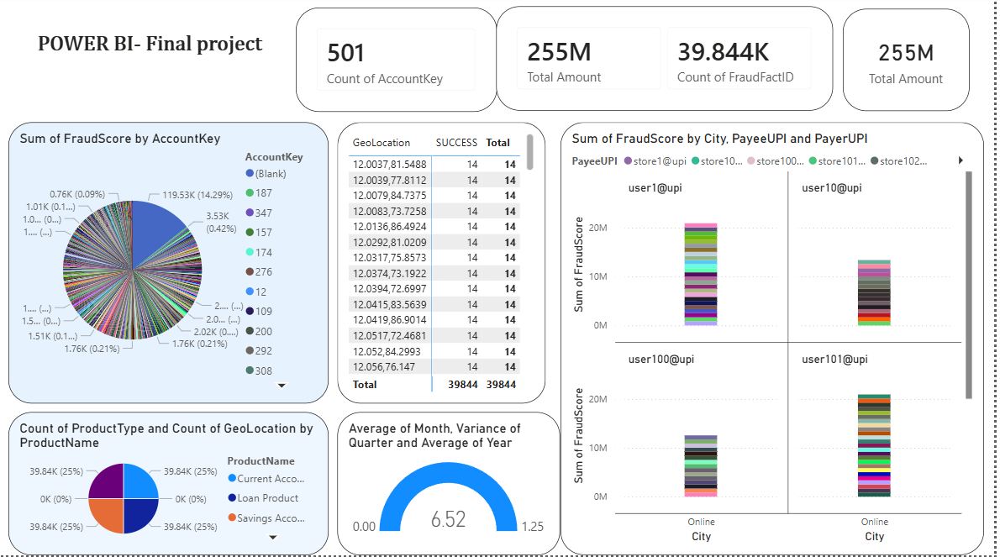 POWER BI- Final project
501
Count of AccountKey
255M
Total Amount
39.844K
Count of FraudFactID
255M
Total Amount
Sum of FraudScore by AccountKey
AccountKey
(Blank)
187
347
157
174
276
12
109
200
292
308
119.53K (14.29%)
3.53K
(0.42%)
2.... (...)
2.0... (...)
2.02K (0....)
1.76K (0.21%)
1.76K (0.21%)
1.51K (0.1...)
1.5... (0...)
1.... (...)
1.... (...)
1.0... (0...)
1.01K (0.1...)
0.76K (0.09%)
GeoLocation SUCCESS Total
12.0037,81.5488 14 14
12.0039,77.8112 14 14
12.0079,84.7375 14 14
12.0083,73.7258 14 14
12.0136,86.4924 14 14
12.0292,81.0209 14 14
12.0317,75.8573 14 14
12.0374,73.1922 14 14
12.0394,72.6997 14 14
12.0415,83.5639 14 14
12.0419,86.9014 14 14
12.0517,72.4681 14 14
12.052,84.2993 14 14
12.056,76.147 14 14
Total 39844 39844
Sum of FraudScore by City, PayeeUPI and PayerUPI
PayeeUPI store1@upi store10... store100... store101... store102...
user1@upi
user10@upi
Sum of FraudScore
20M
10M
0M
user100@upi
user101@upi
Sum of FraudScore
20M
10M
0M
Online
City
Online
City
Count of ProductType and Count of GeoLocation by
ProductName
39.84K (25%)
39.84K (25%)
0K (0%)
0K (0%)
39.84K (25%)
39.84K (25%)
ProductName
Current Acco...
Loan Product
Savings Acco...
Average of Month, Variance of
Quarter and Average of Year
6.52
0.00
1.25